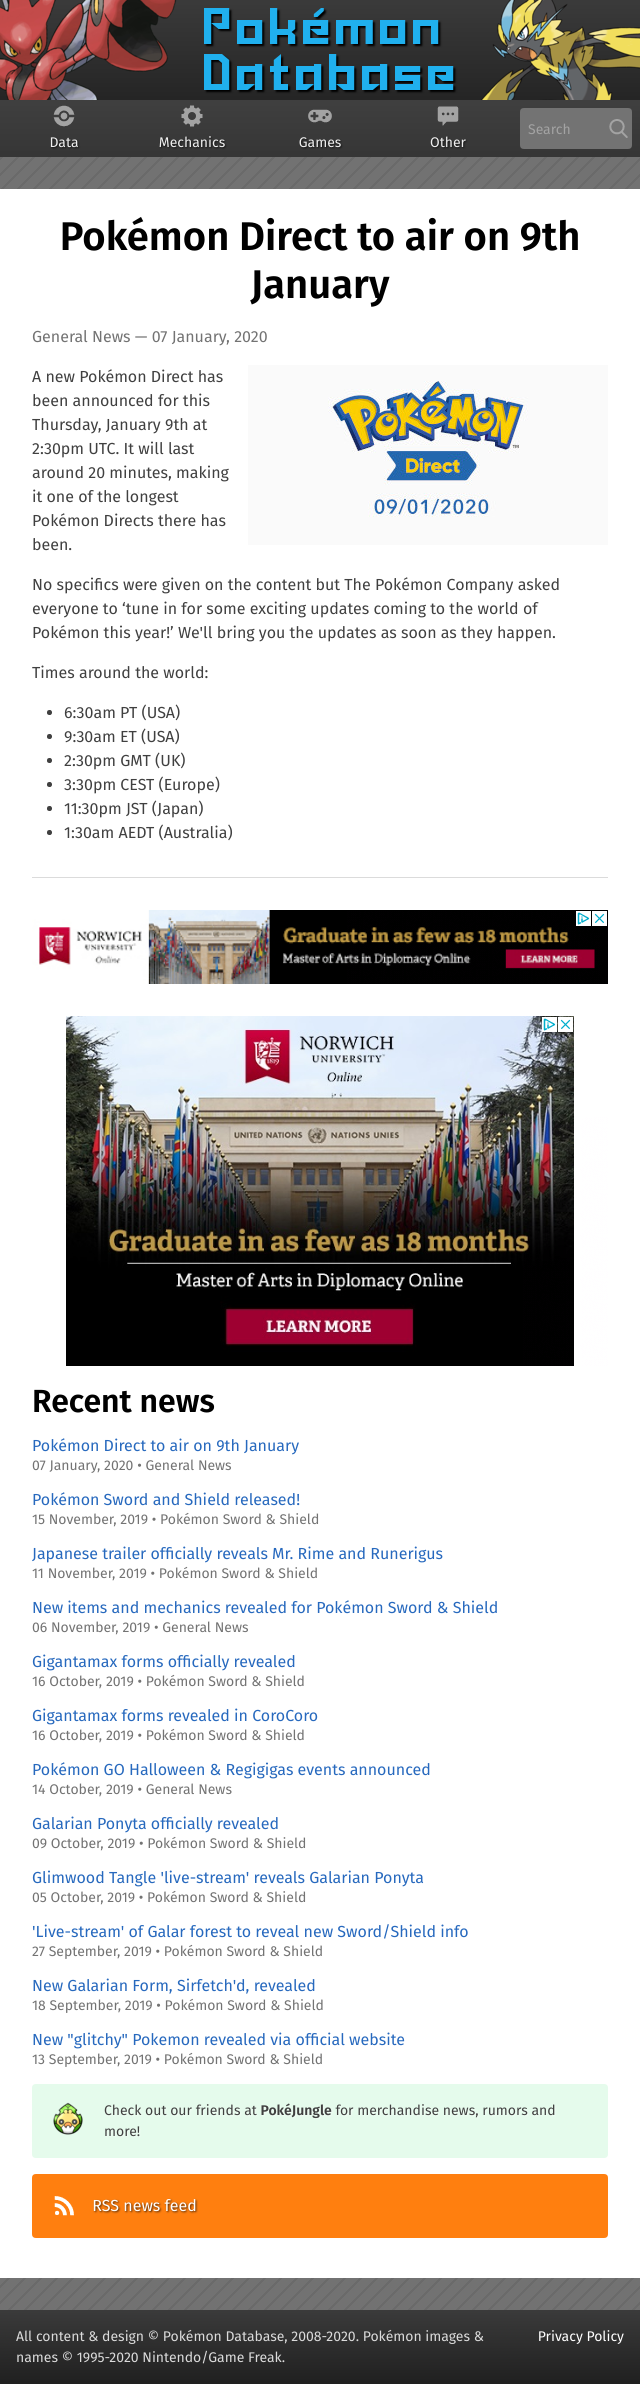 Pokémon
Database
Data
Mechanics
Games
Other
Search
Pokémon Direct to air on 9th
January
General News — 07 January, 2020
A new Pokémon Direct has
been announced for this
Thursday, January 9th at
2:30pm UTC. It will last
around 20 minutes, making
it one of the longest
Pokémon Directs there has
been.
POKéMON
TM
Direct
09/01/2020
No specifics were given on the content but The Pokémon Company asked
everyone to ‘tune in for some exciting updates coming to the world of
Pokémon this year!’ We'll bring you the updates as soon as they happen.
Times around the world:
• 6:30am PT (USA)
• 9:30am ET (USA)
• 2:30pm GMT (UK)
• 3:30pm CEST (Europe)
• 11:30pm JST (Japan)
• 1:30am AEDT (Australia)
NORWICH
UNIVERSITY
Online
Graduate in as few as 18 months
Master of Arts in Diplomacy Online
LEARN MORE
NORWICH
UNIVERSITY
Online
1819
UNITED NATIONS NATIONS UNIES
Graduate in as few as 18 months
Master of Arts in Diplomacy Online
LEARN MORE
Recent news
Pokémon Direct to air on 9th January
07 January, 2020 • General News
Pokémon Sword and Shield released!
15 November, 2019 • Pokémon Sword & Shield
Japanese trailer officially reveals Mr. Rime and Runerigus
11 November, 2019 • Pokémon Sword & Shield
New items and mechanics revealed for Pokémon Sword & Shield
06 November, 2019 • General News
Gigantamax forms officially revealed
16 October, 2019 • Pokémon Sword & Shield
Gigantamax forms revealed in CoroCoro
16 October, 2019 • Pokémon Sword & Shield
Pokémon GO Halloween & Regigigas events announced
14 October, 2019 • General News
Galarian Ponyta officially revealed
09 October, 2019 • Pokémon Sword & Shield
Glimwood Tangle 'live-stream' reveals Galarian Ponyta
05 October, 2019 • Pokémon Sword & Shield
'Live-stream' of Galar forest to reveal new Sword/Shield info
27 September, 2019 • Pokémon Sword & Shield
New Galarian Form, Sirfetch'd, revealed
18 September, 2019 • Pokémon Sword & Shield
New "glitchy" Pokemon revealed via official website
13 September, 2019 • Pokémon Sword & Shield
Check out our friends at PokéJungle for merchandise news, rumors and
more!
RSS news feed
All content & design © Pokémon Database, 2008-2020. Pokémon images &
names © 1995-2020 Nintendo/Game Freak.
Privacy Policy